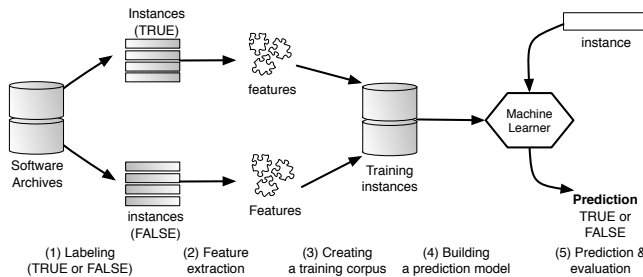 Instances
(TRUE)
features
instance
Software
Archives
Training
instances
Machine
Learner
instances
(FALSE)
Features
Prediction
TRUE or
FALSE
(1) Labeling
(TRUE or FALSE)
(2) Feature
extraction
(3) Creating
a training corpus
(4) Building
a prediction model
(5) Prediction &
evaluation